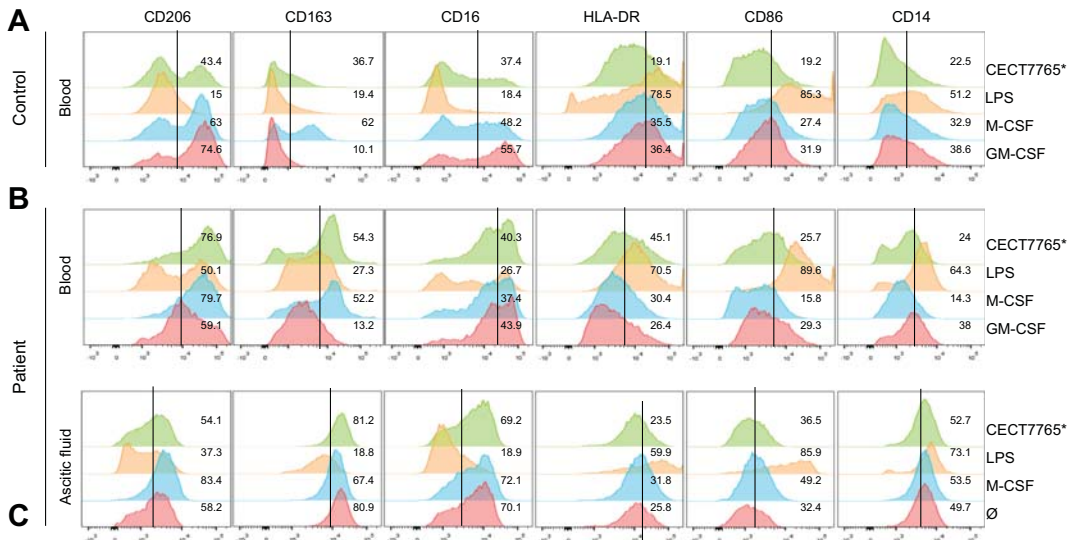 CD206 CD163 CD16 HLA-DR CD86 CD14
A
Control
Blood
43.4 36.7 37.4 19.1 19.2 22.5 CECT7765*
15 19.4 18.4 78.5 85.3 51.2 LPS
63 62 48.2 35.5 27.4 32.9 M-CSF
74.6 10.1 55.7 36.4 31.9 38.6 GM-CSF
B
Patient
Blood
76.9 54.3 40.3 45.1 25.7 24 CECT7765*
50.1 27.3 26.7 70.5 89.6 64.3 LPS
79.7 52.2 37.4 30.4 15.8 14.3 M-CSF
59.1 13.2 43.9 26.4 29.3 38 GM-CSF
Ascitic fluid
54.1 81.2 69.2 23.5 36.5 52.7 CECT7765*
37.3 18.8 18.9 59.9 85.9 73.1 LPS
83.4 67.4 72.1 31.8 49.2 53.5 M-CSF
58.2 80.9 70.1 25.8 32.4 49.7 Ø
C